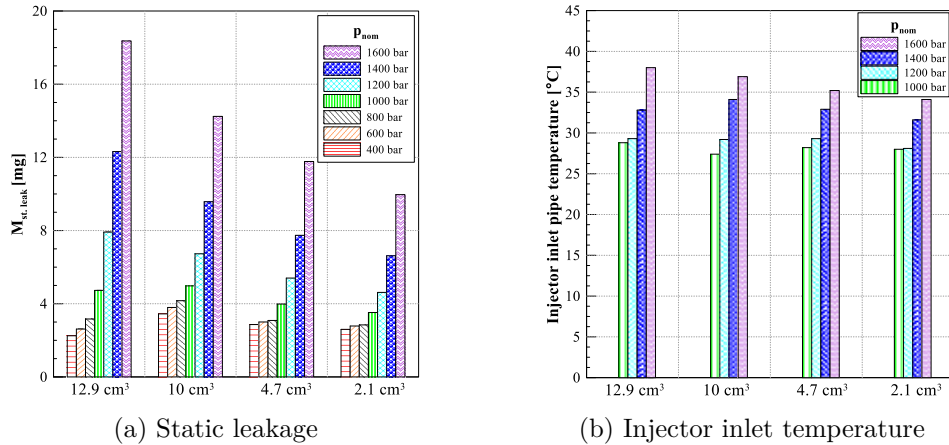 20
16
12
8
4
0
M_st. leak [mg]
p_nom
1600 bar
1400 bar
1200 bar
1000 bar
800 bar
600 bar
400 bar
12.9 cm³ 10 cm³ 4.7 cm³ 2.1 cm³
(a) Static leakage
45
40
35
30
25
20
15
10
5
0
Injector inlet pipe temperature [°C]
p_nom
1600 bar
1400 bar
1200 bar
1000 bar
12.9 cm³ 10 cm³ 4.7 cm³ 2.1 cm³
(b) Injector inlet temperature